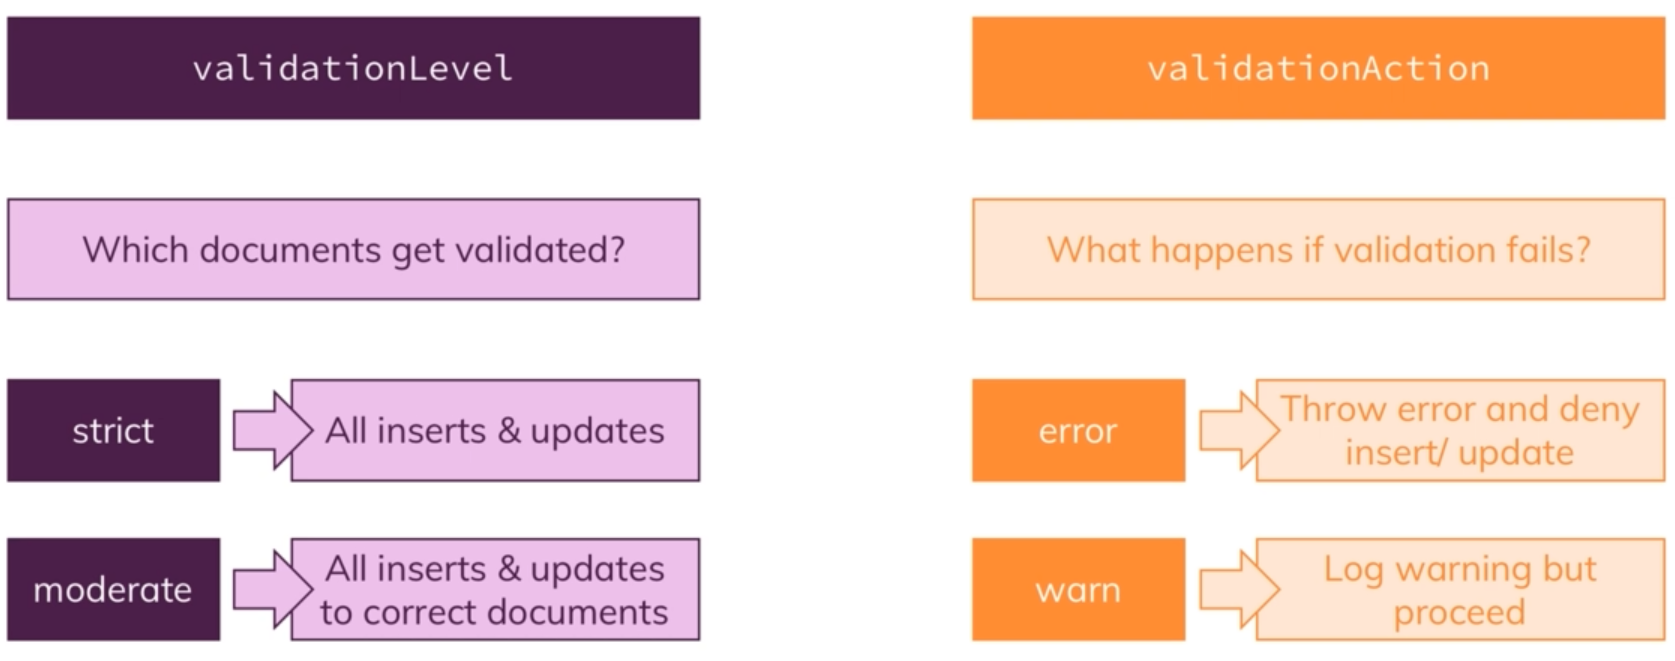 validationLevel
Which documents get validated?
strict
All inserts & updates
moderate
All inserts & updates
to correct documents
validationAction
What happens if validation fails?
error
Throw error and deny
insert/ update
warn
Log warning but
proceed